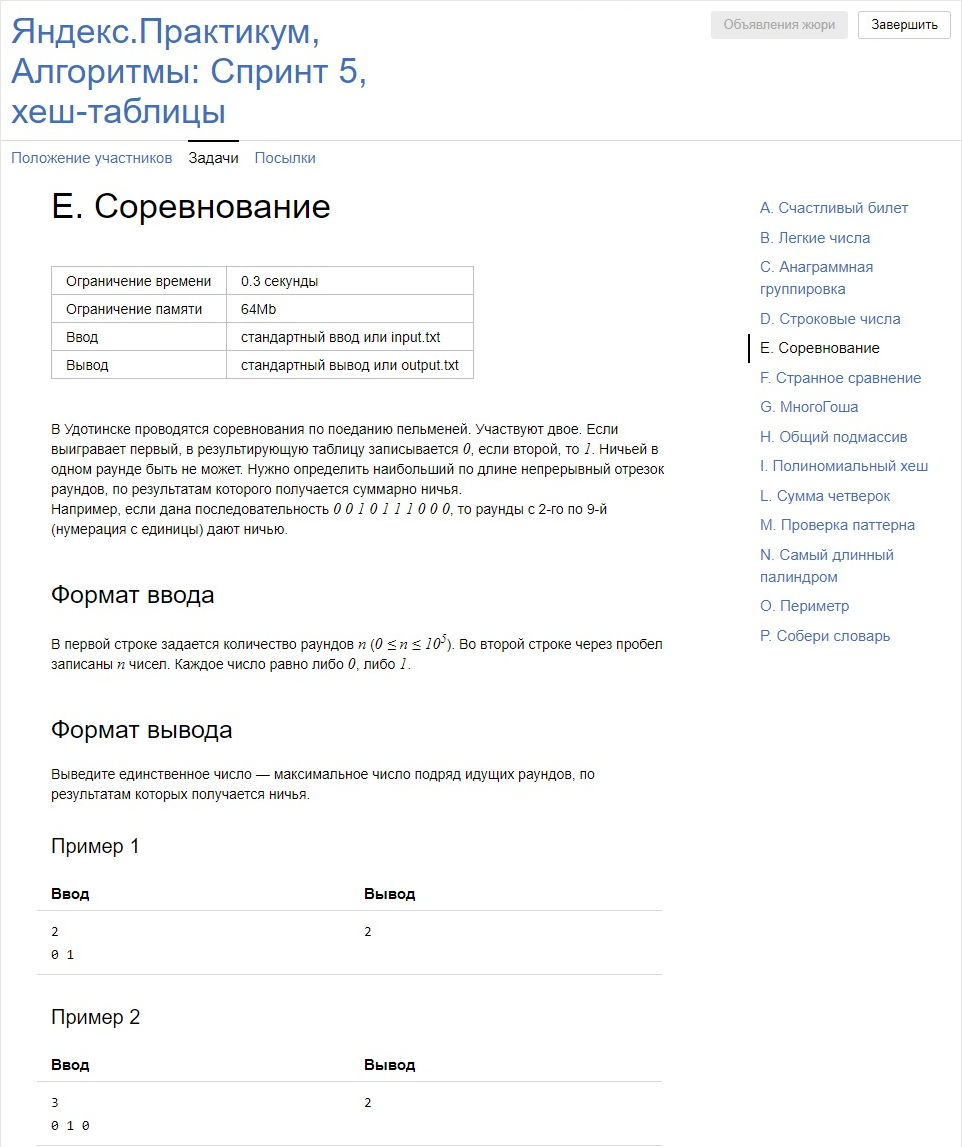 Яндекс.Практикум,
Алгоритмы: Спринт 5,
хеш-таблицы
Объявления жюри
Завершить
Положение участников
Задачи
Посылки
E. Соревнование
Ограничение времени 0.3 секунды
Ограничение памяти 64Mb
Ввод стандартный ввод или input.txt
Вывод стандартный вывод или output.txt
В Удотинске проводятся соревнования по поеданию пельменей. Участвуют двое. Если
выигрaвает первый, в результирующую таблицу записывается 0, если второй, то 1. Ничьей в
одном раунде быть не может. Нужно определить наибольший по длине непрерывный отрезок
раундов, по результатам которого получается суммарно ничья.
Например, если дана последовательность 0 0 1 0 1 1 1 0 0 0, то раунды с 2-го по 9-й
(нумерация с единицы) дают ничью.
Формат ввода
В первой строке задается количество раундов n (0 ≤ n ≤ 10⁵). Во второй строке через пробел
записаны n чисел. Каждое число равно либо 0, либо 1.
Формат вывода
Выведите единственное число — максимальное число подряд идущих раундов, по
результатам которых получается ничья.
Пример 1
Ввод Вывод
2 2
0 1
Пример 2
Ввод Вывод
3 2
0 1 0
A. Счастливый билет
B. Легкие числа
C. Анаграммная
группировка
D. Строковые числа
E. Соревнование
F. Странное сравнение
G. МногоГоша
H. Общий подмассив
I. Полиномиальный хеш
L. Сумма четверок
M. Проверка паттерна
N. Самый длинный
палиндром
O. Периметр
P. Собери словарь